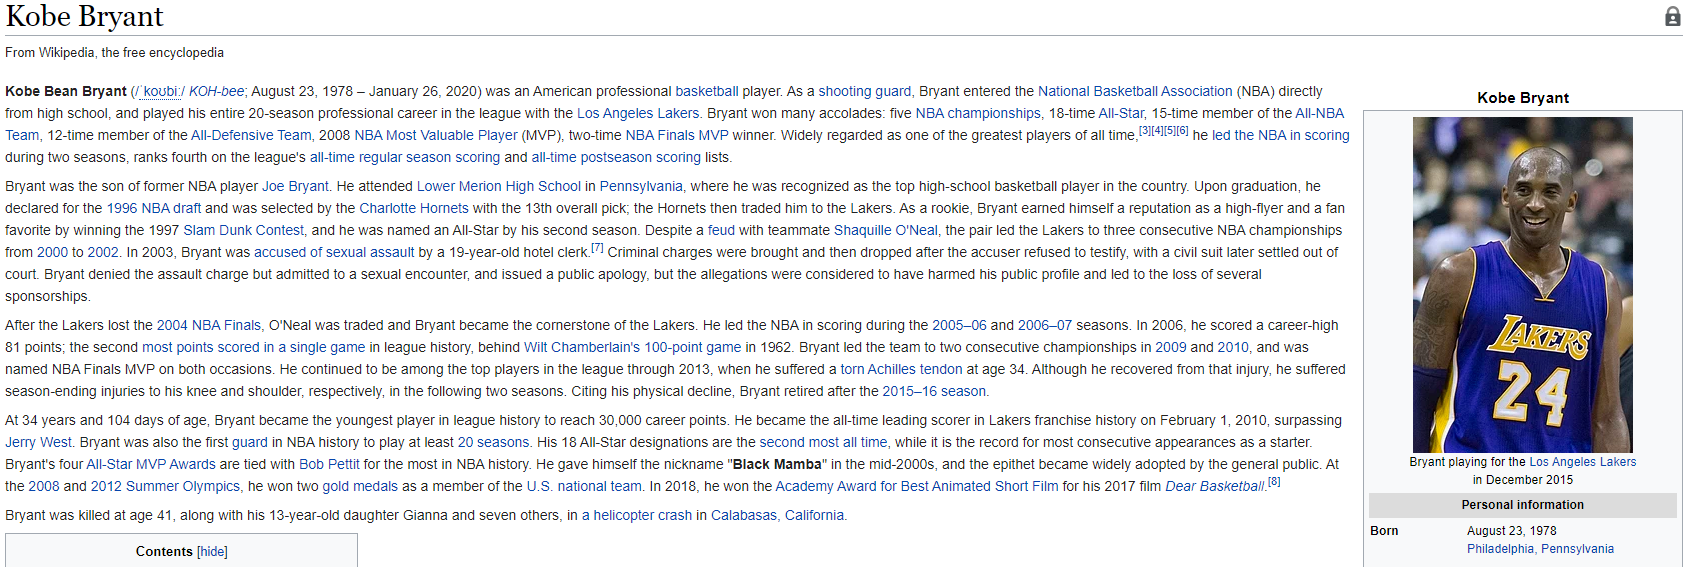 Kobe Bryant
From Wikipedia, the free encyclopedia
Kobe Bean Bryant (/ˈkoʊbiː/ KOH-bee; August 23, 1978 – January 26, 2020) was an American professional basketball player. As a shooting guard, Bryant entered the National Basketball Association (NBA) directly
from high school, and played his entire 20-season professional career in the league with the Los Angeles Lakers. Bryant won many accolades: five NBA championships, 18-time All-Star, 15-time member of the All-NBA
Team, 12-time member of the All-Defensive Team, 2008 NBA Most Valuable Player (MVP), two-time NBA Finals MVP winner. Widely regarded as one of the greatest players of all time,[3][4][5][6] he led the NBA in scoring
during two seasons, ranks fourth on the league's all-time regular season scoring and all-time postseason scoring lists.
Bryant was the son of former NBA player Joe Bryant. He attended Lower Merion High School in Pennsylvania, where he was recognized as the top high-school basketball player in the country. Upon graduation, he
declared for the 1996 NBA draft and was selected by the Charlotte Hornets with the 13th overall pick; the Hornets then traded him to the Lakers. As a rookie, Bryant earned himself a reputation as a high-flyer and a fan
favorite by winning the 1997 Slam Dunk Contest, and he was named an All-Star by his second season. Despite a feud with teammate Shaquille O'Neal, the pair led the Lakers to three consecutive NBA championships
from 2000 to 2002. In 2003, Bryant was accused of sexual assault by a 19-year-old hotel clerk.[7] Criminal charges were brought and then dropped after the accuser refused to testify, with a civil suit later settled out of
court. Bryant denied the assault charge but admitted to a sexual encounter, and issued a public apology, but the allegations were considered to have harmed his public profile and led to the loss of several
sponsorships.
After the Lakers lost the 2004 NBA Finals, O'Neal was traded and Bryant became the cornerstone of the Lakers. He led the NBA in scoring during the 2005–06 and 2006–07 seasons. In 2006, he scored a career-high
81 points; the second most points scored in a single game in league history, behind Wilt Chamberlain's 100-point game in 1962. Bryant led the team to two consecutive championships in 2009 and 2010, and was
named NBA Finals MVP on both occasions. He continued to be among the top players in the league through 2013, when he suffered a torn Achilles tendon at age 34. Although he recovered from that injury, he suffered
season-ending injuries to his knee and shoulder, respectively, in the following two seasons. Citing his physical decline, Bryant retired after the 2015–16 season.
At 34 years and 104 days of age, Bryant became the youngest player in league history to reach 30,000 career points. He became the all-time leading scorer in Lakers franchise history on February 1, 2010, surpassing
Jerry West. Bryant was also the first guard in NBA history to play at least 20 seasons. His 18 All-Star designations are the second most all time, while it is the record for most consecutive appearances as a starter.
Bryant's four All-Star MVP Awards are tied with Bob Pettit for the most in NBA history. He gave himself the nickname "Black Mamba" in the mid-2000s, and the epithet became widely adopted by the general public. At
the 2008 and 2012 Summer Olympics, he won two gold medals as a member of the U.S. national team. In 2018, he won the Academy Award for Best Animated Short Film for his 2017 film Dear Basketball.[8]
Bryant was killed at age 41, along with his 13-year-old daughter Gianna and seven others, in a helicopter crash in Calabasas, California.
Contents [hide]
Kobe Bryant
LAKERS
24
Bryant playing for the Los Angeles Lakers
in December 2015
Personal information
Born August 23, 1978
Philadelphia, Pennsylvania